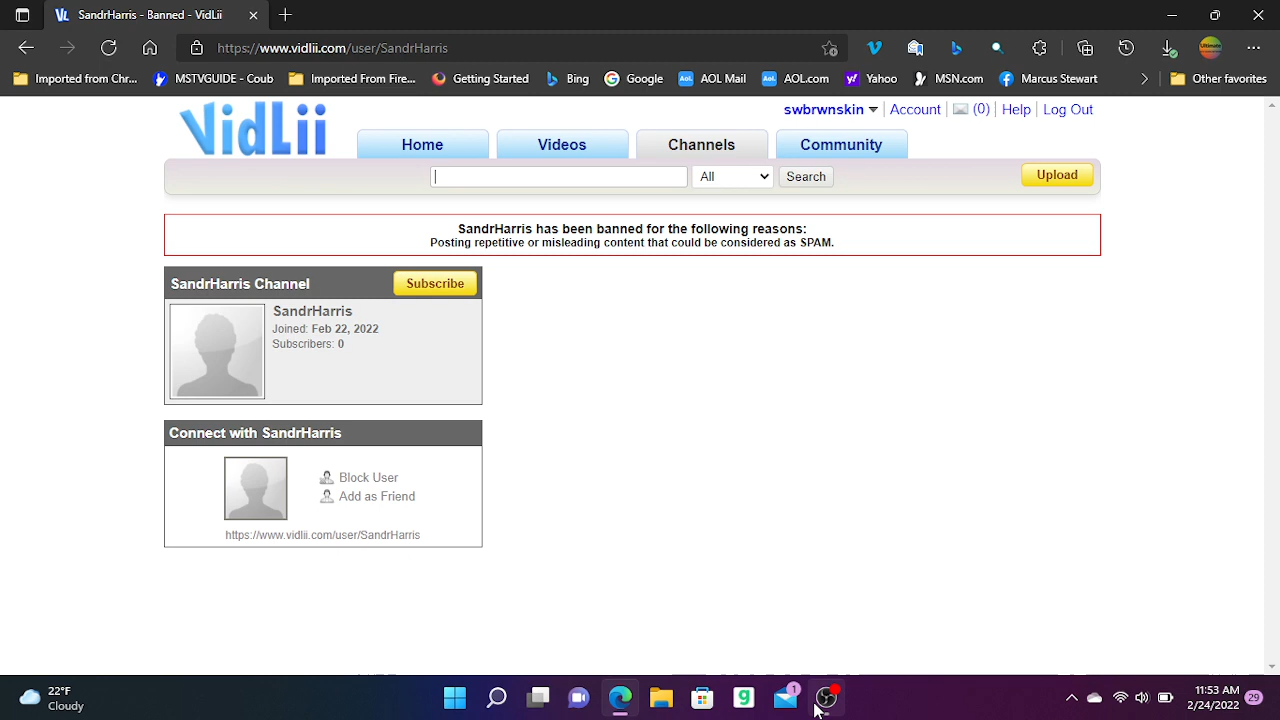 SandrHarris - Banned - VidLii
https://www.vidlii.com/user/SandrHarris
Imported from Chr... MSTVGUIDE - Coub Imported From Fire... Getting Started Bing Google AOL Mail AOL.com Yahoo MSN.com Marcus Stewart Other favorites
swbrwnskin Account (0) Help Log Out
VidLii
Home Videos Channels Community
All Search Upload
SandrHarris has been banned for the following reasons:
Posting repetitive or misleading content that could be considered as SPAM.
SandrHarris Channel Subscribe
SandrHarris
Joined: Feb 22, 2022
Subscribers: 0
Connect with SandrHarris
Block User
Add as Friend
https://www.vidlii.com/user/SandrHarris
22°F
Cloudy
1
11:53 AM
2/24/2022
29